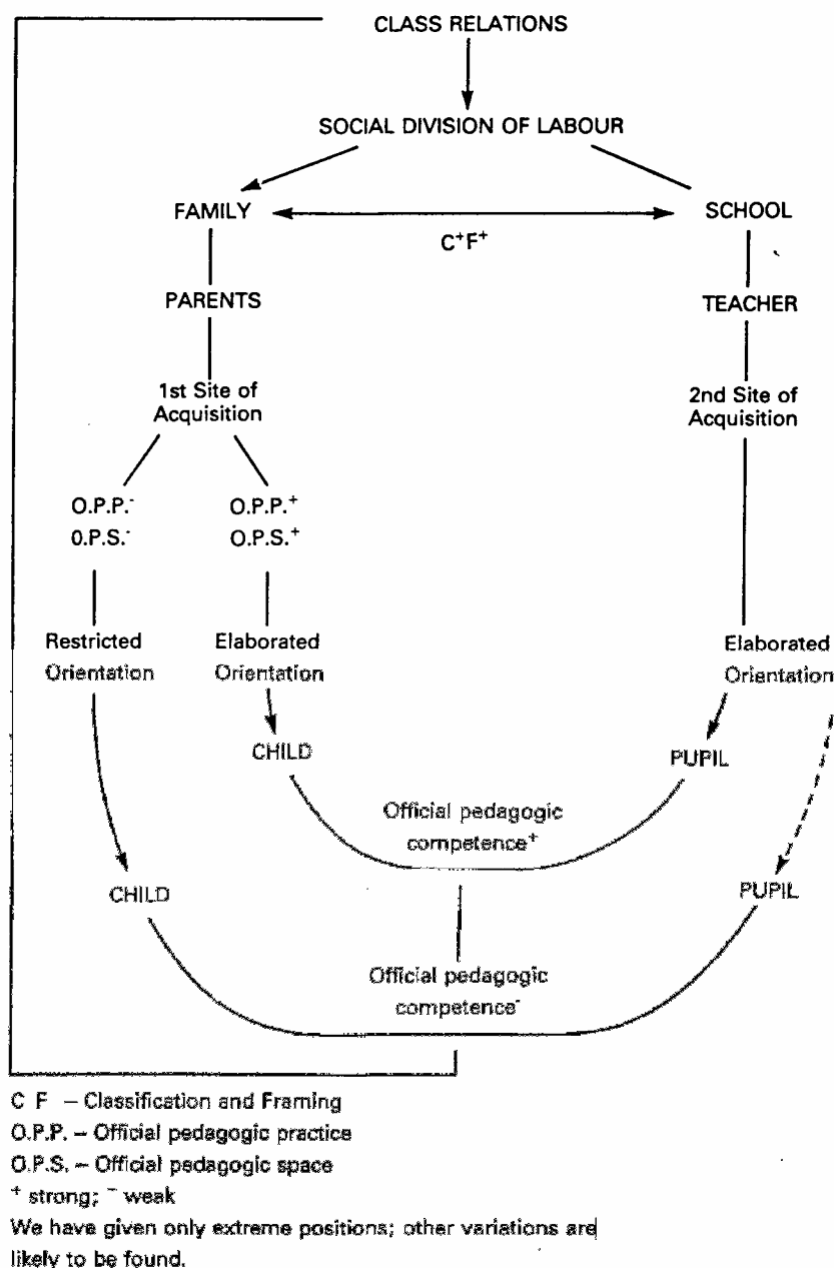 CLASS RELATIONS
SOCIAL DIVISION OF LABOUR
FAMILY
SCHOOL
C⁺F⁺
PARENTS
TEACHER
1st Site of
Acquisition
2nd Site of
Acquisition
O.P.P.⁻
O.P.S.⁻
O.P.P.⁺
O.P.S.⁺
Restricted
Orientation
Elaborated
Orientation
Elaborated
Orientation
CHILD
PUPIL
Official pedagogic
competence⁺
CHILD
PUPIL
Official pedagogic
competence⁻
C F – Classification and Framing
O.P.P. – Official pedagogic practice
O.P.S. – Official pedagogic space
⁺ strong; ⁻ weak
We have given only extreme positions; other variations are
likely to be found.